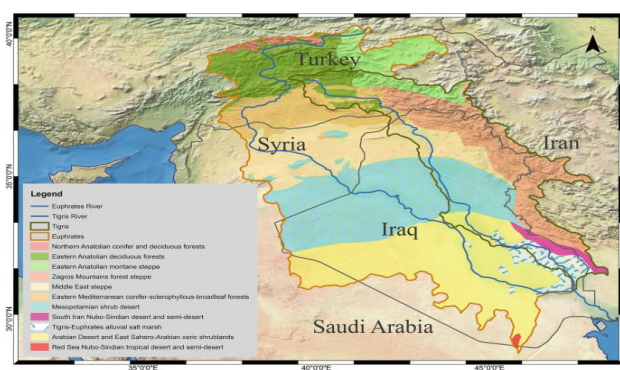 40°0'0"N
N
Turkey
Iran
Syria
35°0'0"N
Legend
Euphrates River
Tigris River
Tigris
Euphrates
Northern Anatolian conifer and deciduous forests
Eastern Anatolian deciduous forests
Eastern Anatolian montane steppe
Zagros Mountains forest steppe
Middle East steppe
Eastern Mediterranean conifer-sclerophyllous-broadleaf forests
Mesopotamian shrub desert
South Iran Nubo-Sindian desert and semi-desert
Tigris-Euphrates alluvial salt marsh
Arabian Desert and East Sahero-Arabian xeric shrublands
Red Sea Nubo-Sindian tropical desert and semi-desert
Iraq
30°0'0"N
Saudi Arabia
35°0'0"E
40°0'0"E
45°0'0"E